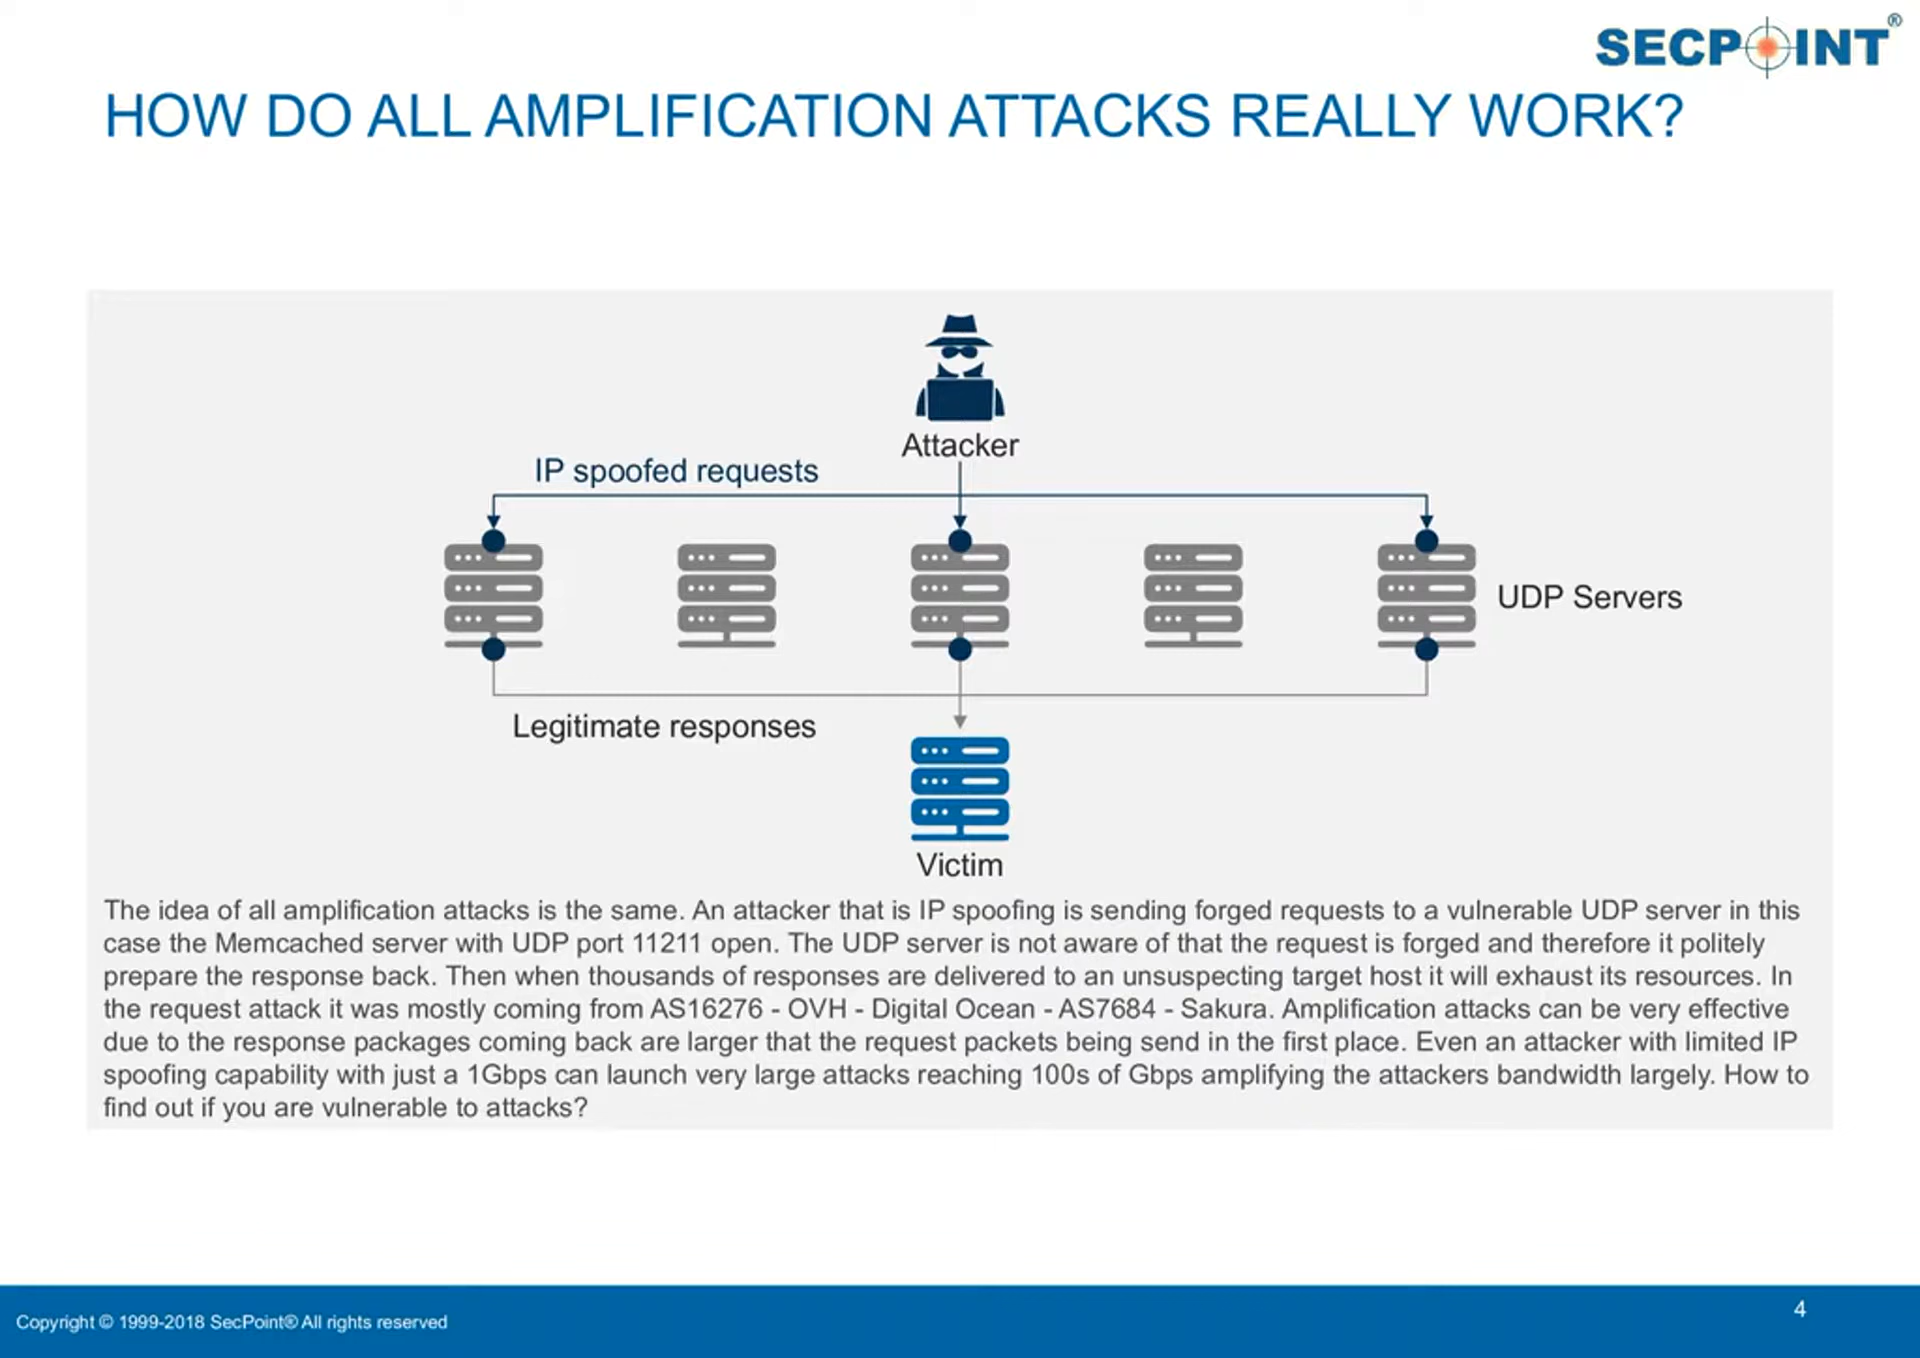 SECPOINT®
HOW DO ALL AMPLIFICATION ATTACKS REALLY WORK?
Attacker
IP spoofed requests
UDP Servers
Legitimate responses
Victim
The idea of all amplification attacks is the same. An attacker that is IP spoofing is sending forged requests to a vulnerable UDP server in this
case the Memcached server with UDP port 11211 open. The UDP server is not aware of that the request is forged and therefore it politely
prepare the response back. Then when thousands of responses are delivered to an unsuspecting target host it will exhaust its resources. In
the request attack it was mostly coming from AS16276 - OVH - Digital Ocean - AS7684 - Sakura. Amplification attacks can be very effective
due to the response packages coming back are larger that the request packets being send in the first place. Even an attacker with limited IP
spoofing capability with just a 1Gbps can launch very large attacks reaching 100s of Gbps amplifying the attackers bandwidth largely. How to
find out if you are vulnerable to attacks?
Copyright © 1999-2018 SecPoint® All rights reserved
4